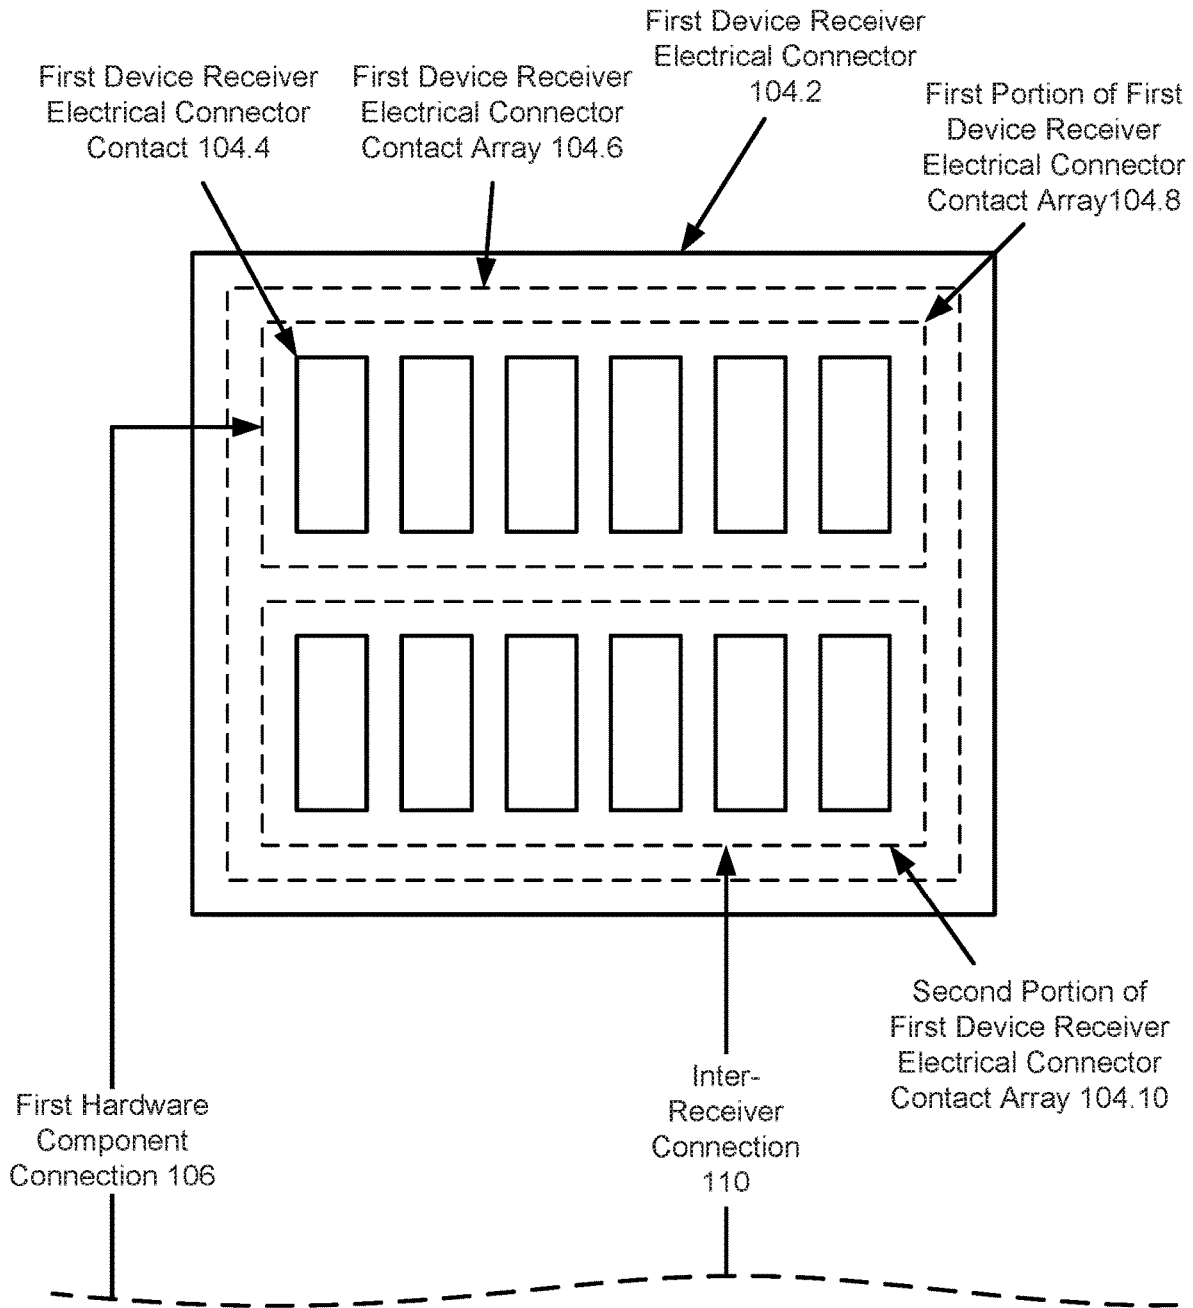 First Device Receiver
Electrical Connector
104.2
First Device Receiver
Electrical Connector
Contact 104.4
First Device Receiver
Electrical Connector
Contact Array 104.6
First Portion of First
Device Receiver
Electrical Connector
Contact Array104.8
Second Portion of
First Device Receiver
Electrical Connector
Contact Array 104.10
First Hardware
Component
Connection 106
Inter-
Receiver
Connection
110